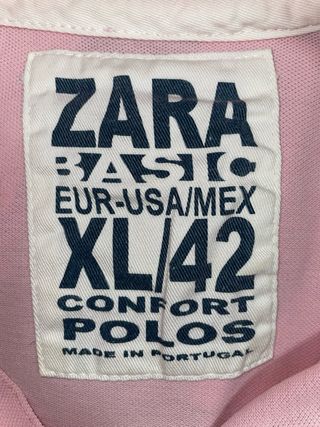 ZARA
BASIC
EUR-USA/MEX
XL/42
CONFORT
POLOS
MADE IN PORTUGAL